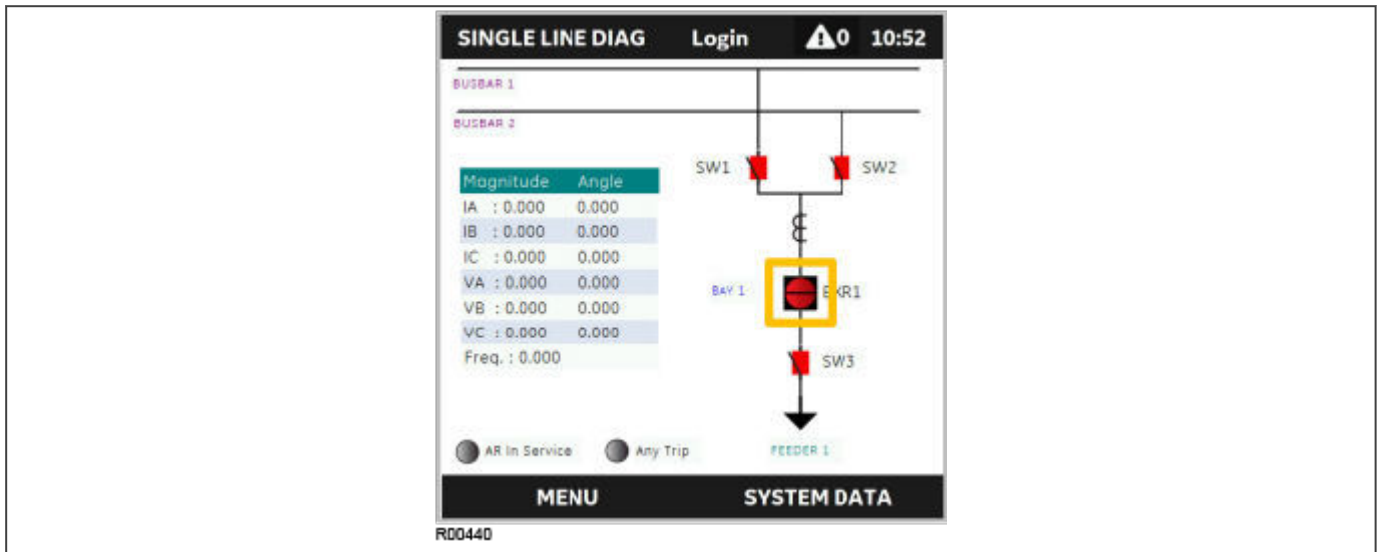 SINGLE LINE DIAG Login 0 10:52
BUSBAR 1
BUSBAR 2
SW1 SW2
Magnitude Angle
IA : 0.000 0.000
IB : 0.000 0.000
IC : 0.000 0.000
VA : 0.000 0.000
VB : 0.000 0.000
VC : 0.000 0.000
Freq. : 0.000
BAY 1
SW3
AR In Service Any Trip FEEDER 1
MENU SYSTEM DATA
R00440